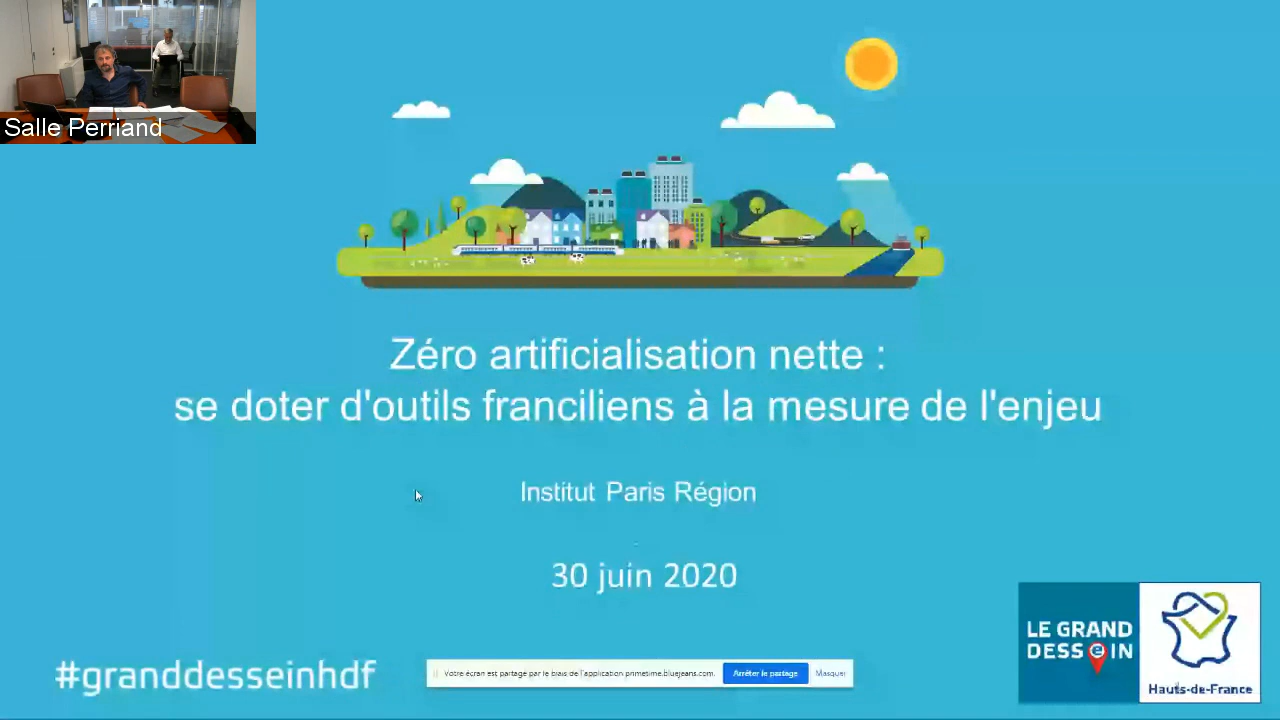 Salle Perriand
Zéro artificialisation nette :
se doter d'outils franciliens à la mesure de l'enjeu
Institut Paris Région
30 juin 2020
#granddesseinhdf
Votre écran est partagé par le biais de l'application primetime.bluejeans.com.
Arrêter le partage
Masquer
LE GRAND
DESSEIN
Hauts-de-France